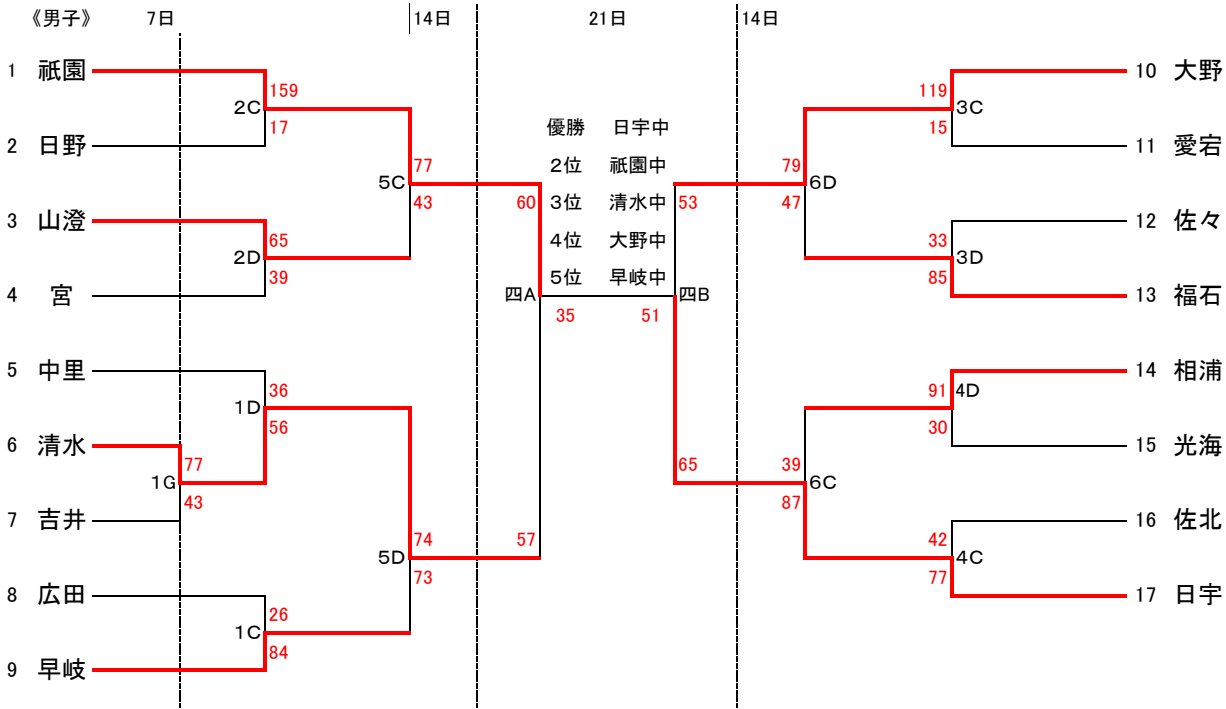 《男子》 7日 14日 21日 14日
1 祇園 159 119 10 大野
2C 3C
優勝 日宇中
2 日野 17 15 11 愛宕
77 2位 祇園中 79
5C 6D
43 60 3位 清水中 53 47
3 山澄 65 33 12 佐々
2D 4位 大野中 3D
39 85
5位 早岐中
4 宮 四A 四B 13 福石
35 51
5 中里 36 91 14 相浦
1D 4D
56 30
6 清水 77 65 39 15 光海
1G 6C
43 87
7 吉井 74 57 42 16 佐北
5D 4C
73 77
8 広田 26 17 日宇
1C
84
9 早岐